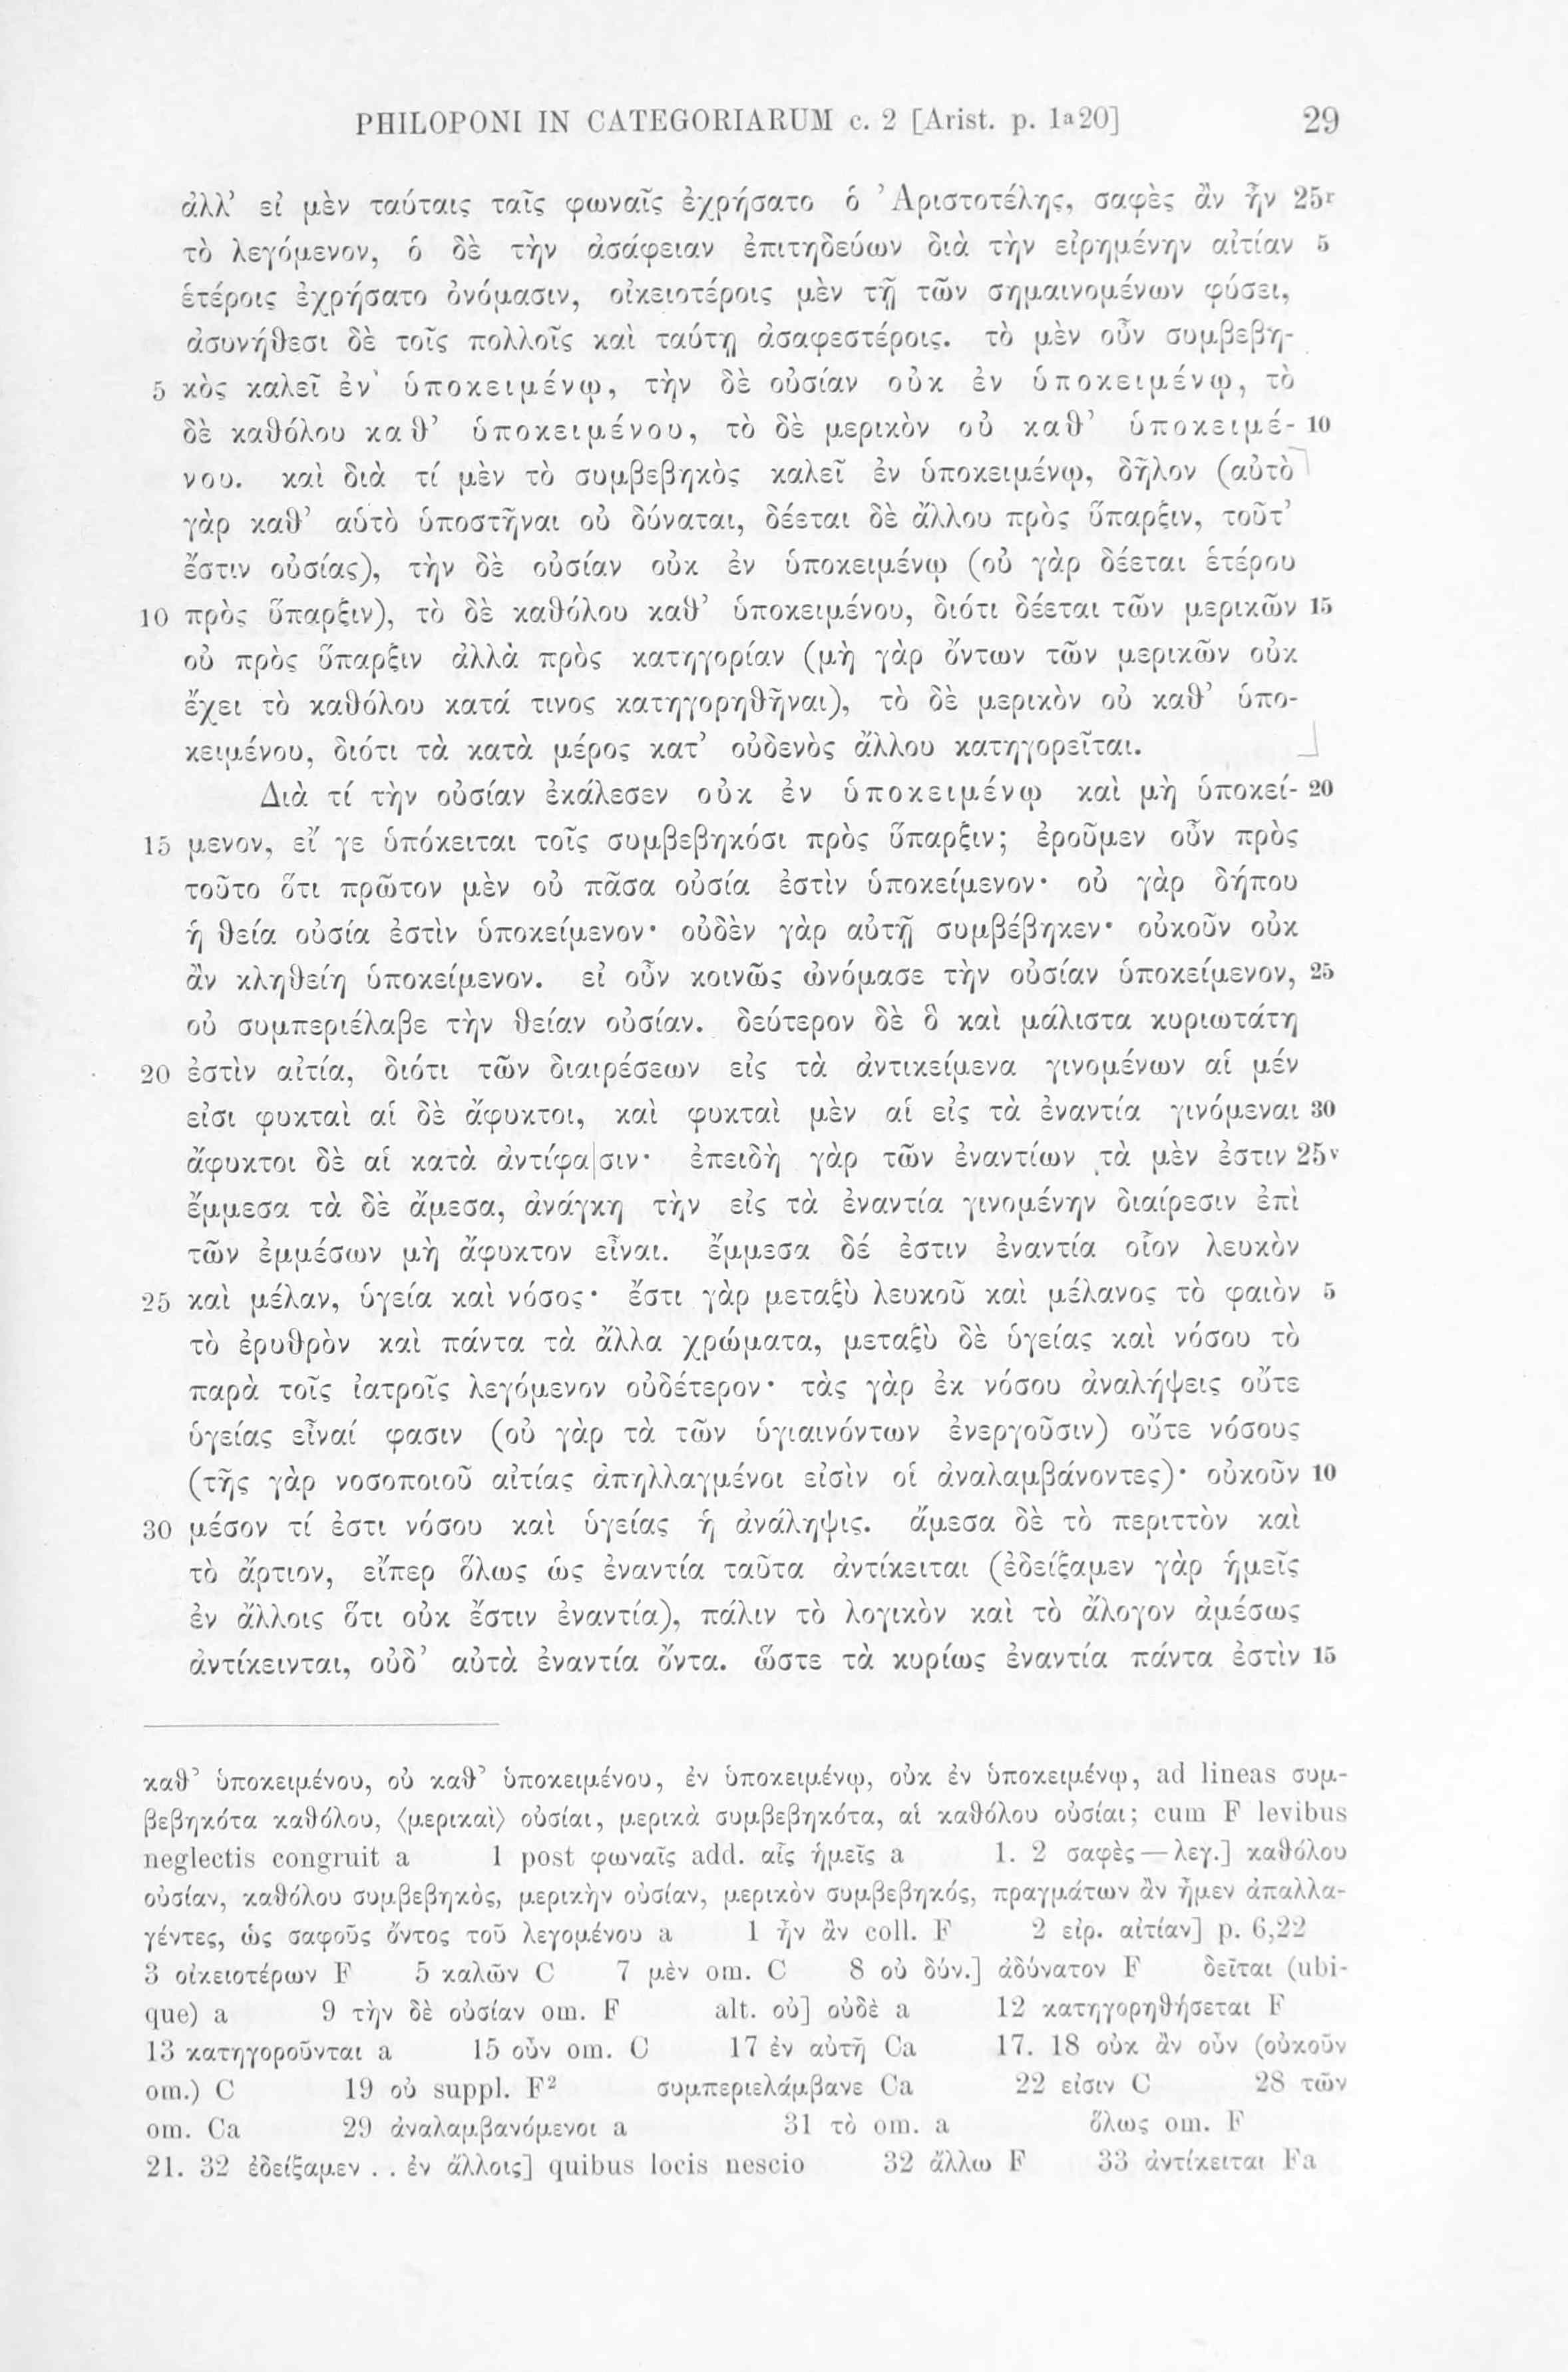 PHILOPONI IN CATEGORIARUM c. 2 [Arist. p. 1a20] 29
ἀλλ’ εἰ μὲν ταύταις ταῖς φωναῖς ἐχρήσατο ὁ Ἀριστοτέλης, σαφὲς ἂν ἦν 25r
τὸ λεγόμενον, ὁ δὲ τὴν ἀσάφειαν ἐπιτηδεύων διὰ τὴν εἰρημένην αἰτίαν 5
ἑτέροις ἐχρήσατο ὀνόμασιν, οἰκειοτέροις μὲν τῇ τῶν σημαινομένων φύσει,
ἀσυνήθεσι δὲ τοῖς πολλοῖς καὶ ταύτῃ ἀσαφεστέροις. τὸ μὲν οὖν συμβεβη-
5 κὸς καλεῖ ἐν ὑποκειμένῳ, τὴν δὲ οὐσίαν οὐκ ἐν ὑποκειμένῳ, τὸ
δὲ καθόλου καθ’ ὑποκειμένου, τὸ δὲ μερικὸν οὐ καθ’ ὑποκειμέ- 10
νου. καὶ διὰ τί μὲν τὸ συμβεβηκὸς καλεῖ ἐν ὑποκειμένῳ, δῆλον (αὐτὸ
γὰρ καθ’ αὑτὸ ὑποστῆναι οὐ δύναται, δέεται δὲ ἄλλου πρὸς ὕπαρξιν, τοῦτ’
ἔστιν οὐσίας), τὴν δὲ οὐσίαν οὐκ ἐν ὑποκειμένῳ (οὐ γὰρ δέεται ἑτέρου
10 πρὸς ὕπαρξιν), τὸ δὲ καθόλου καθ’ ὑποκειμένου, διότι δέεται τῶν μερικῶν 15
οὐ πρὸς ὕπαρξιν ἀλλὰ πρὸς κατηγορίαν (μὴ γὰρ ὄντων τῶν μερικῶν οὐκ
ἔχει τὸ καθόλου κατά τινος κατηγορηθῆναι), τὸ δὲ μερικὸν οὐ καθ’ ὑπο-
κειμένου, διότι τὰ κατὰ μέρος κατ’ οὐδενὸς ἄλλου κατηγορεῖται.
Διὰ τί τὴν οὐσίαν ἐκάλεσεν οὐκ ἐν ὑποκειμένῳ καὶ μὴ ὑποκεί- 20
15 μενον, εἴ γε ὑπόκειται τοῖς συμβεβηκόσι πρὸς ὕπαρξιν; ἐροῦμεν οὖν πρὸς
τοῦτο ὅτι πρῶτον μὲν οὐ πᾶσα οὐσία ἐστὶν ὑποκείμενον· οὐ γὰρ δήπου
ἡ θεία οὐσία ἐστὶν ὑποκείμενον· οὐδὲν γὰρ αὐτῇ συμβέβηκεν· οὐκοῦν οὐκ
ἂν κληθείη ὑποκείμενον. εἰ οὖν κοινῶς ὠνόμασε τὴν οὐσίαν ὑποκείμενον, 25
οὐ συμπεριέλαβε τὴν θείαν οὐσίαν. δεύτερον δὲ ὃ καὶ μάλιστα κυριωτάτη
20 ἐστὶν αἰτία, διότι τῶν διαιρέσεων εἰς τὰ ἀντικείμενα γινομένων αἱ μέν
εἰσι φυκταὶ αἱ δὲ ἄφυκτοι, καὶ φυκταὶ μὲν αἱ εἰς τὰ ἐναντία γινόμεναι 30
ἄφυκτοι δὲ αἱ κατὰ ἀντίφα|σιν· ἐπειδὴ γὰρ τῶν ἐναντίων τὰ μὲν ἐστιν 25v
ἔμμεσα τὰ δὲ ἄμεσα, ἀνάγκη τὴν εἰς τὰ ἐναντία γινομένην διαίρεσιν ἐπὶ
τῶν ἐμμέσων μὴ ἄφυκτον εἶναι. ἔμμεσα δέ ἐστιν ἐναντία οἷον λευκὸν
25 καὶ μέλαν, ὑγεία καὶ νόσος· ἔστι γὰρ μεταξὺ λευκοῦ καὶ μέλανος τὸ φαιὸν 5
τὸ ἐρυθρὸν καὶ πάντα τὰ ἄλλα χρώματα, μεταξὺ δὲ ὑγείας καὶ νόσου τὸ
παρὰ τοῖς ἰατροῖς λεγόμενον οὐδέτερον· τὰς γὰρ ἐκ νόσου ἀναλήψεις οὔτε
ὑγείας εἶναί φασιν (οὐ γὰρ τὰ τῶν ὑγιαινόντων ἐνεργοῦσιν) οὔτε νόσους
(τῆς γὰρ νοσοποιοῦ αἰτίας ἀπηλλαγμένοι εἰσὶν οἱ ἀναλαμβάνοντες)· οὐκοῦν 10
30 μέσον τί ἐστι νόσου καὶ ὑγείας ἡ ἀνάληψις. ἄμεσα δὲ τὸ περιττὸν καὶ
τὸ ἄρτιον, εἴπερ ὅλως ὡς ἐναντία ταῦτα ἀντίκειται (ἐδείξαμεν γὰρ ἡμεῖς
ἐν ἄλλοις ὅτι οὐκ ἔστιν ἐναντία), πάλιν τὸ λογικὸν καὶ τὸ ἄλογον ἀμέσως
ἀντίκεινται, οὐδ’ αὐτὰ ἐναντία ὄντα. ὥστε τὰ κυρίως ἐναντία πάντα ἐστὶν 15
καθ’ ὑποκειμένου, οὐ καθ’ ὑποκειμένου, ἐν ὑποκειμένῳ, οὐκ ἐν ὑποκειμένῳ, ad lineas συμ-
βεβηκότα καθόλου, ⟨μερικαὶ⟩ οὐσίαι, μερικὰ συμβεβηκότα, αἱ καθόλου οὐσίαι; cum F levibus
neglectis congruit a 1 post φωναῖς add. αἷς ἡμεῖς a 1. 2 σαφὲς — λεγ.] καθόλου
οὐσίαν, καθόλου συμβεβηκὸς, μερικὴν οὐσίαν, μερικὸν συμβεβηκός, πραγμάτων ἂν ἦμεν ἀπαλλα-
γέντες, ὡς σαφοῦς ὄντος τοῦ λεγομένου a 1 ἦν ἂν coll. F 2 εἰρ. αἰτίαν] p. 6,22
3 οἰκειοτέρων F 5 καλῶν C 7 μὲν om. C 8 οὐ δύν.] ἀδύνατον F δεῖται (ubi-
que) a 9 τὴν δὲ οὐσίαν om. F alt. οὐ] οὐδὲ a 12 κατηγορηθήσεται F
13 κατηγοροῦνται a 15 οὖν om. C 17 ἐν αὐτῇ Ca 17. 18 οὐκ ἂν οὖν (οὐκοῦν
om.) C 19 οὐ suppl. F² συμπεριελάμβανε Ca 22 εἰσιν C 28 τῶν
om. Ca 29 ἀναλαμβανόμενοι a 31 τὸ om. a ὅλως om. F
21. 32 ἐδείξαμεν . . ἐν ἄλλοις] quibus locis nescio 32 ἄλλω F 33 ἀντίκειται Fa